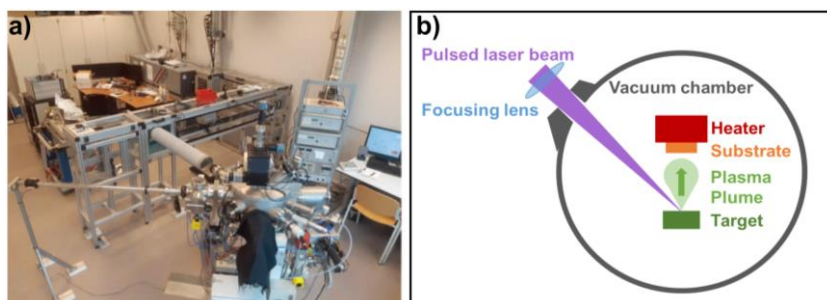 a)
b)
Pulsed laser beam
Focusing lens
Vacuum chamber
Heater
Substrate
Plasma
Plume
Target